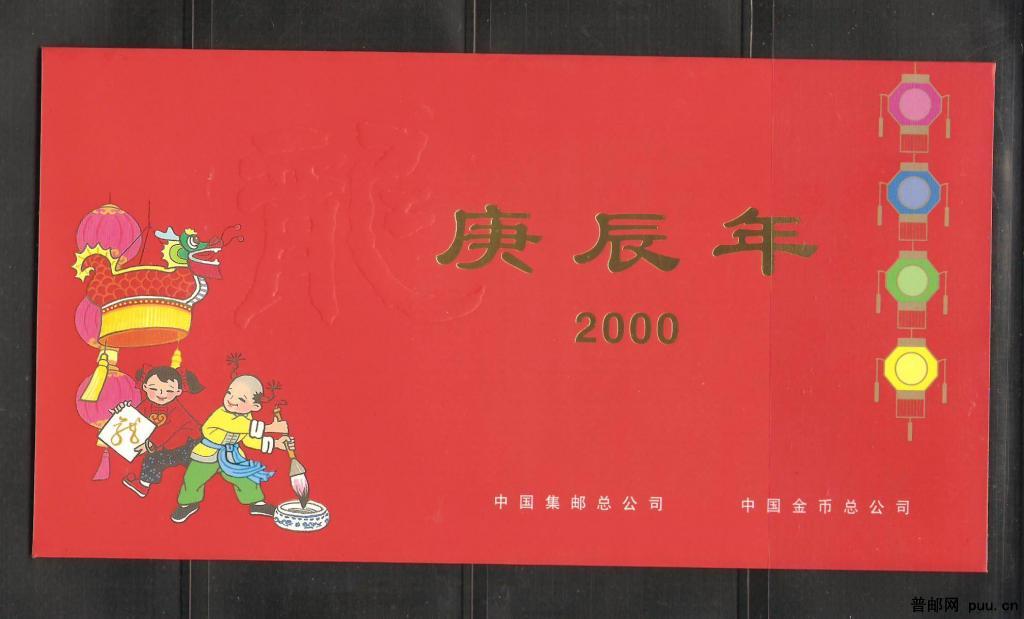 龍
庚辰年
2000
龍
中国集邮总公司 中国金币总公司
普邮网 puu.cn